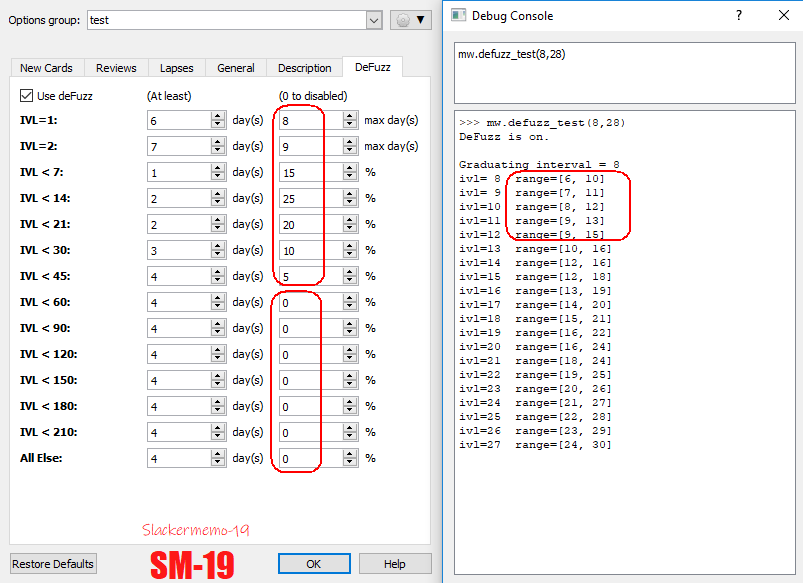 Options group: test
New Cards Reviews Lapses General Description DeFuzz
Use deFuzz (At least) (0 to disabled)
IVL=1: 6 day(s) 8 max day(s)
IVL=2: 7 day(s) 9 max day(s)
IVL < 7: 1 day(s) 15 %
IVL < 14: 2 day(s) 25 %
IVL < 21: 2 day(s) 20 %
IVL < 30: 3 day(s) 10 %
IVL < 45: 4 day(s) 5 %
IVL < 60: 4 day(s) 0 %
IVL < 90: 4 day(s) 0 %
IVL < 120: 4 day(s) 0 %
IVL < 150: 4 day(s) 0 %
IVL < 180: 4 day(s) 0 %
IVL < 210: 4 day(s) 0 %
All Else: 4 day(s) 0 %
Slackermemo-19
SM-19
Restore Defaults OK Help
Debug Console ?
mw.defuzz_test(8,28)
>>> mw.defuzz_test(8,28)
DeFuzz is on.
Graduating interval = 8
ivl= 8 range=[6, 10]
ivl= 9 range=[7, 11]
ivl=10 range=[8, 12]
ivl=11 range=[9, 13]
ivl=12 range=[9, 15]
ivl=13 range=[10, 16]
ivl=14 range=[12, 16]
ivl=15 range=[12, 18]
ivl=16 range=[13, 19]
ivl=17 range=[14, 20]
ivl=18 range=[15, 21]
ivl=19 range=[16, 22]
ivl=20 range=[16, 24]
ivl=21 range=[18, 24]
ivl=22 range=[19, 25]
ivl=23 range=[20, 26]
ivl=24 range=[21, 27]
ivl=25 range=[22, 28]
ivl=26 range=[23, 29]
ivl=27 range=[24, 30]